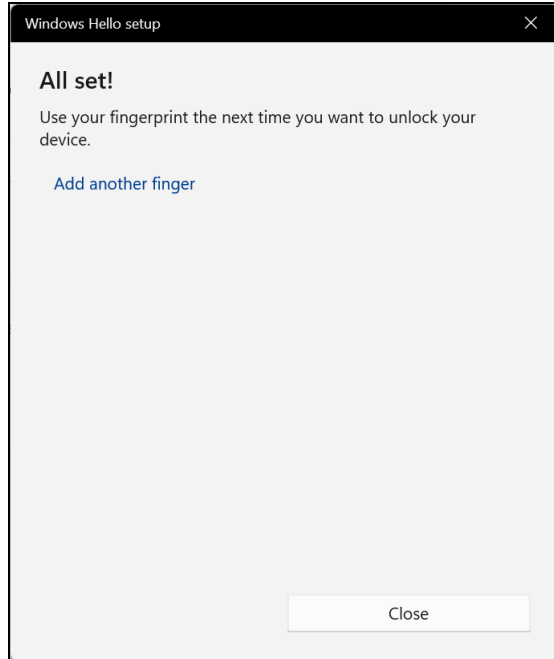 Windows Hello setup
All set!
Use your fingerprint the next time you want to unlock your
device.
Add another finger
Close